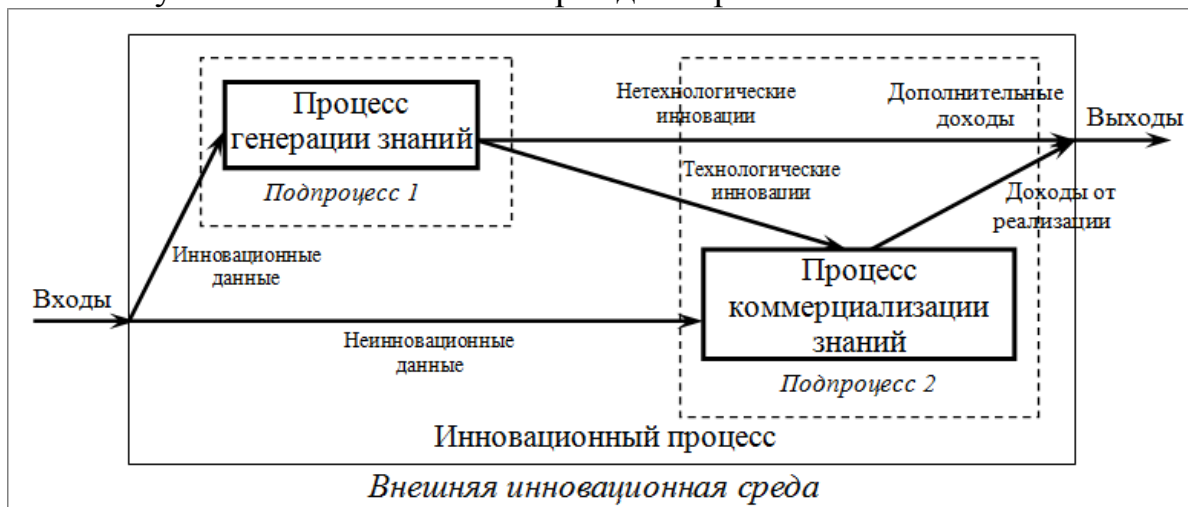 Процесс
генерации знаний
Подпроцесс 1
Нетехнологические
инновации
Дополнительные
доходы
Выходы
Технологические
инновации
Доходы от
реализации
Инновационные
данные
Входы
Неинновационные
данные
Процесс
коммерциализации
знаний
Подпроцесс 2
Инновационный процесс
Внешняя инновационная среда